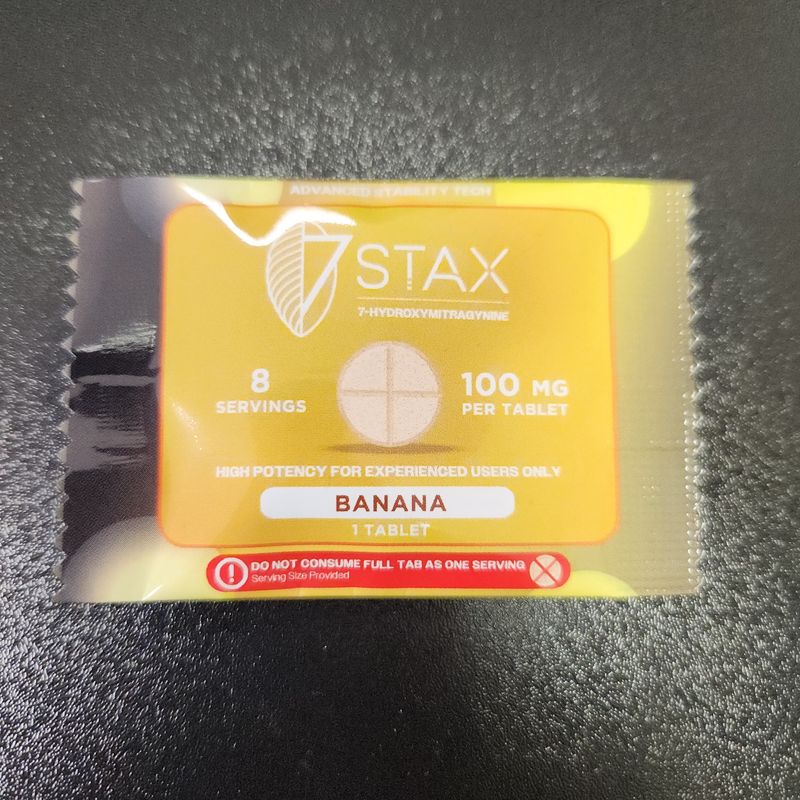 ADVANCED STABILITY TECH
7 STAX
7-HYDROXYMITRAGYNINE
8 SERVINGS
100 MG PER TABLET
HIGH POTENCY FOR EXPERIENCED USERS ONLY
BANANA
1 TABLET
DO NOT CONSUME FULL TAB AS ONE SERVING
Serving Size Provided